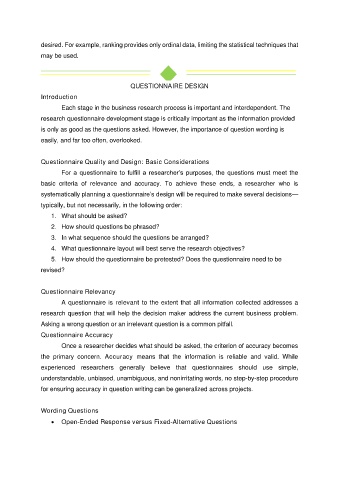 desired. For example, ranking provides only ordinal data, limiting the statistical techniques that
may be used.
QUESTIONNAIRE DESIGN
Introduction
Each stage in the business research process is important and interdependent. The
research questionnaire development stage is critically important as the information provided
is only as good as the questions asked. However, the importance of question wording is
easily, and far too often, overlooked.
Questionnaire Quality and Design: Basic Considerations
For a questionnaire to fulfill a researcher's purposes, the questions must meet the
basic criteria of relevance and accuracy. To achieve these ends, a researcher who is
systematically planning a questionnaire's design will be required to make several decisions—
typically, but not necessarily, in the following order:
1. What should be asked?
2. How should questions be phrased?
3. In what sequence should the questions be arranged?
4. What questionnaire layout will best serve the research objectives?
5. How should the questionnaire be pretested? Does the questionnaire need to be
revised?
Questionnaire Relevancy
A questionnaire is relevant to the extent that all information collected addresses a
research question that will help the decision maker address the current business problem.
Asking a wrong question or an irrelevant question is a common pitfall.
Questionnaire Accuracy
Once a researcher decides what should be asked, the criterion of accuracy becomes
the primary concern. Accuracy means that the information is reliable and valid. While
experienced researchers generally believe that questionnaires should use simple,
understandable, unbiased, unambiguous, and nonirritating words, no step-by-step procedure
for ensuring accuracy in question writing can be generalized across projects.
Wording Questions
• Open-Ended Response versus Fixed-Alternative Questions